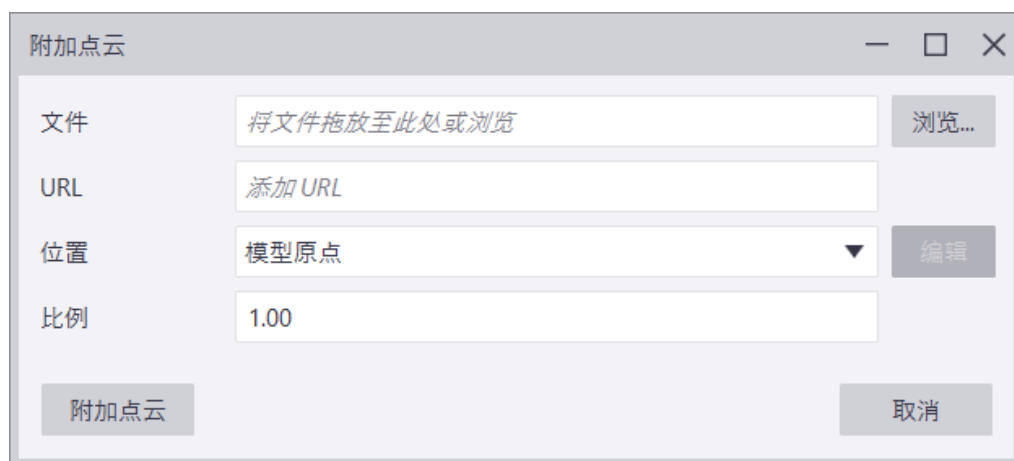 附加点云
文件 将文件拖放至此处或浏览 浏览...
URL 添加 URL
位置 模型原点 编辑
比例 1.00
附加点云 取消